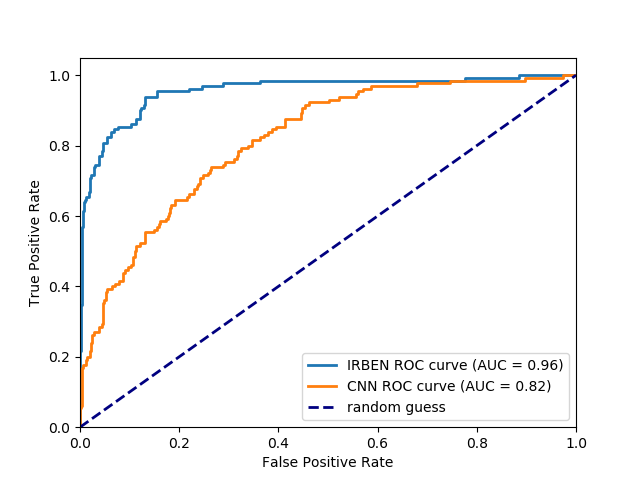 1.0
0.8
0.6
0.4
0.2
0.0
True Positive Rate
IRBEN ROC curve (AUC = 0.96)
CNN ROC curve (AUC = 0.82)
random guess
0.0 0.2 0.4 0.6 0.8 1.0
False Positive Rate